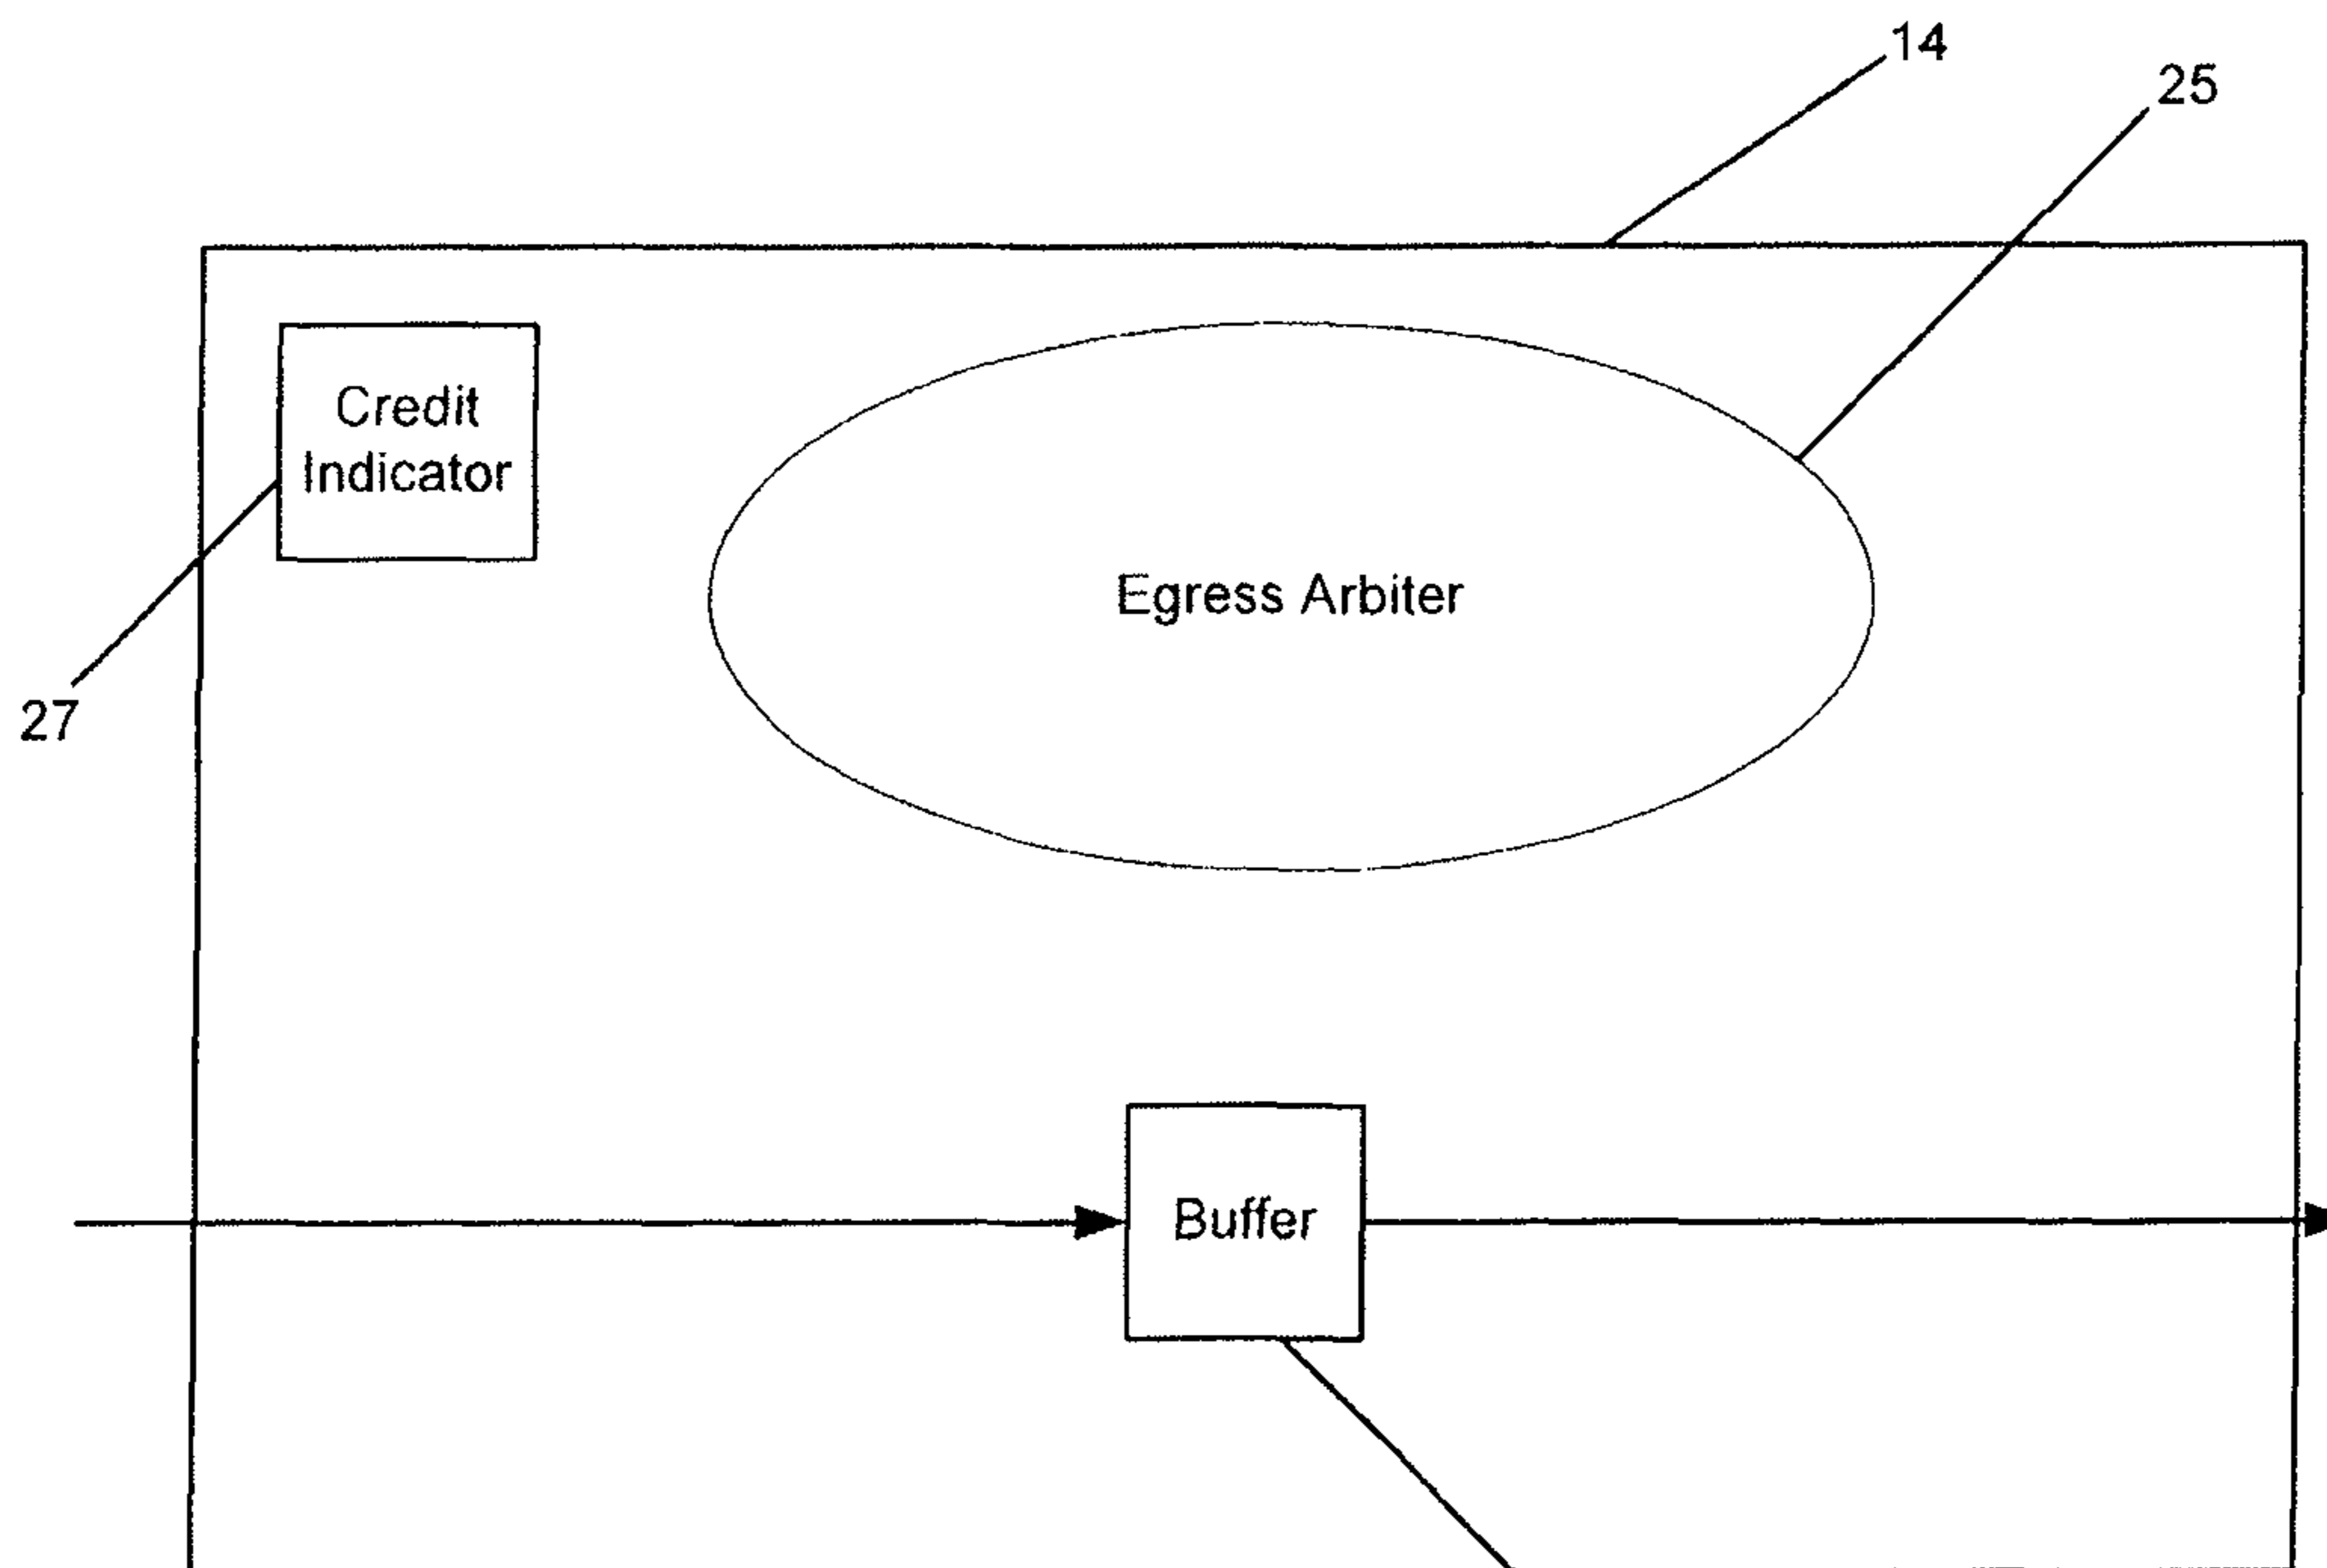 14
25
Credit
Indicator
Egress Arbiter
27
Buffer